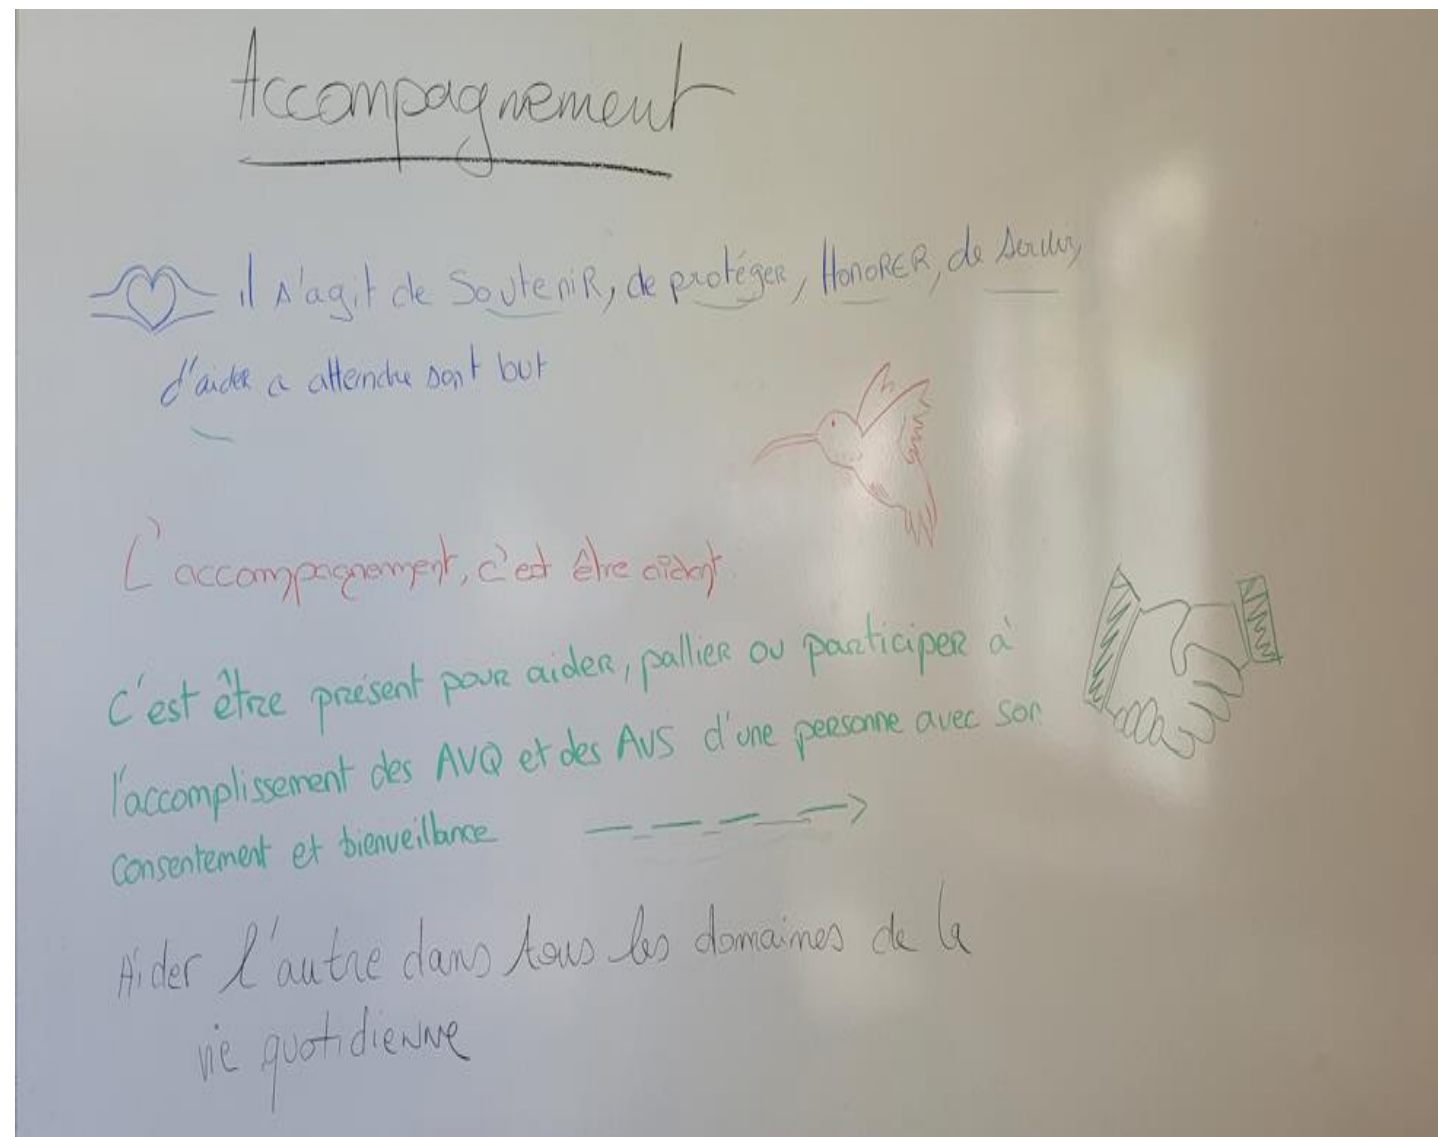 Accompagnement
il s'agit de SouteniR, de protéger, HONORER, de servir,
d'aider a atteindre sont but
L'accompagnement, c'est être aidant
C'est être présent pour aider, pallier ou participer à
l'accomplissement des AVQ et des AVS d'une personne avec son
consentement et bienveillance
Aider l'autre dans tous les domaines de la
vie quotidienne